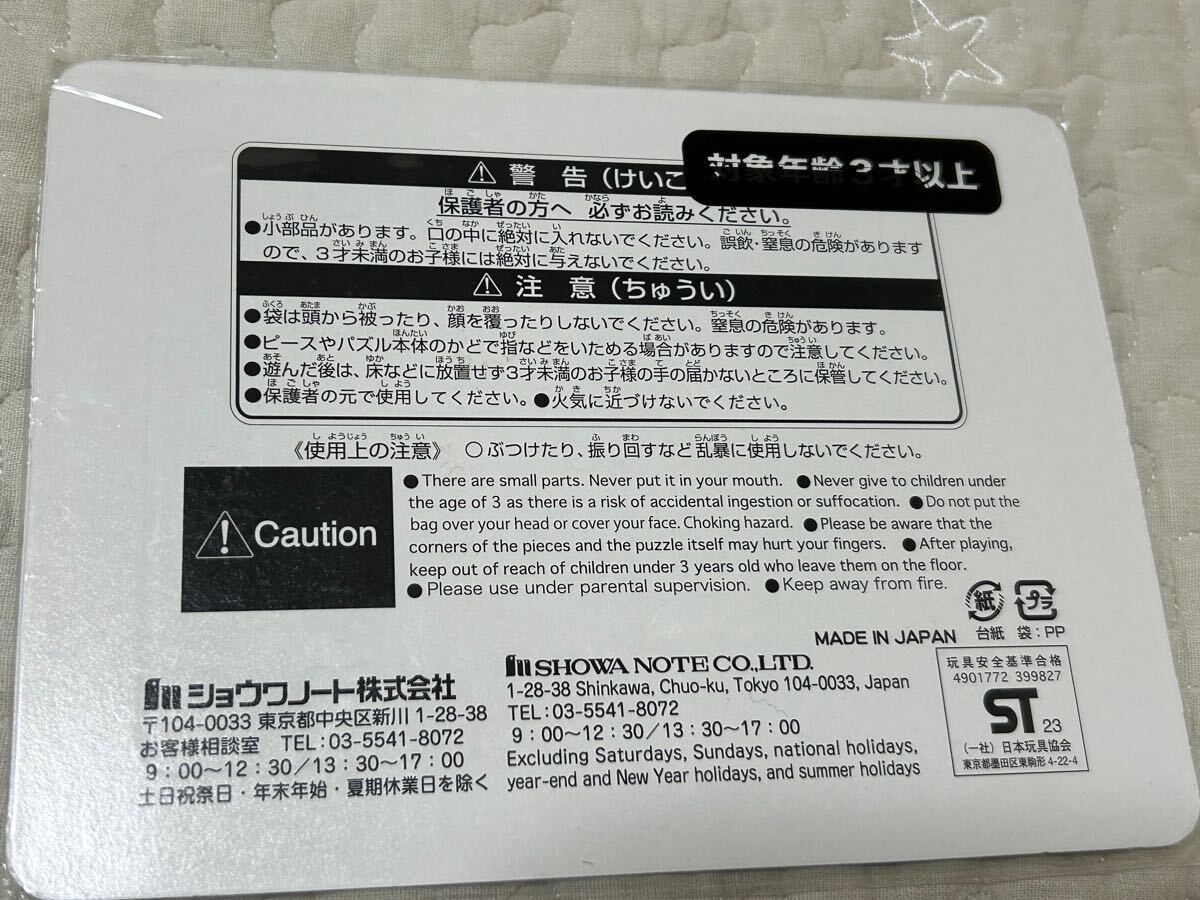 対象年齢3才以上
⚠ 警 告 (けいこ
保護者の方へ 必ずお読みください。
●小部品があります。口の中に絶対に入れないでください。誤飲・窒息の危険があります
ので、3才未満のお子様には絶対に与えないでください。
⚠ 注 意 (ちゅうい)
●袋は頭から被ったり、顔を覆ったりしないでください。窒息の危険があります。
●ピースやパズル本体のかどで指などをいためる場合がありますので注意してください。
●遊んだ後は、床などに放置せず3才未満のお子様の手の届かないところに保管してください。
●保護者の元で使用してください。●火気に近づけないでください。
《使用上の注意》 ○ぶつけたり、振り回すなど乱暴に使用しないでください。
⚠ Caution
●There are small parts. Never put it in your mouth. ●Never give to children under
the age of 3 as there is a risk of accidental ingestion or suffocation. ●Do not put the
bag over your head or cover your face. Choking hazard. ●Please be aware that the
corners of the pieces and the puzzle itself may hurt your fingers. ●After playing,
keep out of reach of children under 3 years old who leave them on the floor.
●Please use under parental supervision. ●Keep away from fire.
紙 プラ
MADE IN JAPAN 台紙 袋：PP
ショウワノート株式会社
〒104-0033 東京都中央区新川 1-28-38
お客様相談室 TEL：03-5541-8072
9：00〜12：30/13：30〜17：00
土日祝祭日・年末年始・夏期休業日を除く
SHOWA NOTE CO.,LTD.
1-28-38 Shinkawa, Chuo-ku, Tokyo 104-0033, Japan
TEL：03-5541-8072
9：00〜12：30/13：30〜17：00
Excluding Saturdays, Sundays, national holidays,
year-end and New Year holidays, and summer holidays
玩具安全基準合格
4901772 399827
ST 23
(一社) 日本玩具協会
東京都墨田区東駒形 4-22-4